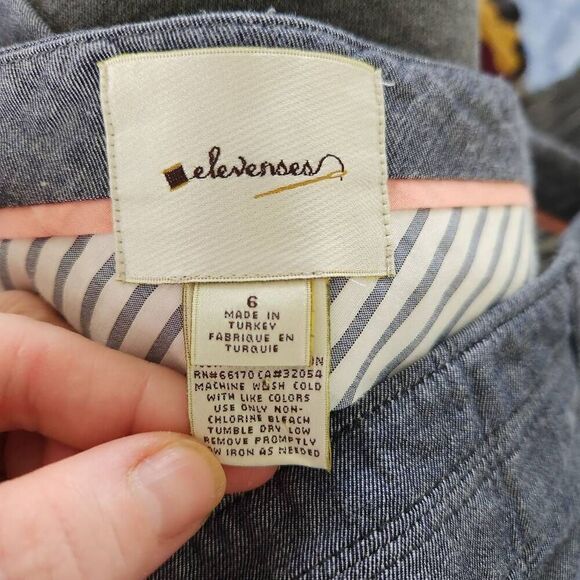 elevenses
6
MADE IN
TURKEY
FABRIQUE EN
TURQUIE
RN#66170 CA#32054
MACHINE WASH COLD
WITH LIKE COLORS
USE ONLY NON-
CHLORINE BLEACH
TUMBLE DRY LOW
REMOVE PROMPTLY
IRON AS NEEDED